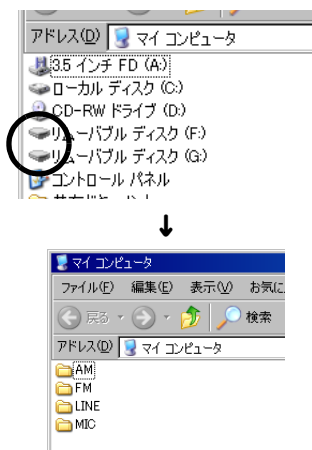 アドレス(D) マイ コンピュータ
3.5 インチ FD (A:)
ローカル ディスク (C:)
CD-RW ドライブ (D:)
リムーバブル ディスク (F:)
リムーバブル ディスク (G:)
コントロール パネル
マイ コンピュータ
ファイル(F) 編集(E) 表示(V) お気に
戻る 検索
アドレス(D) マイ コンピュータ
AM
FM
LINE
MIC